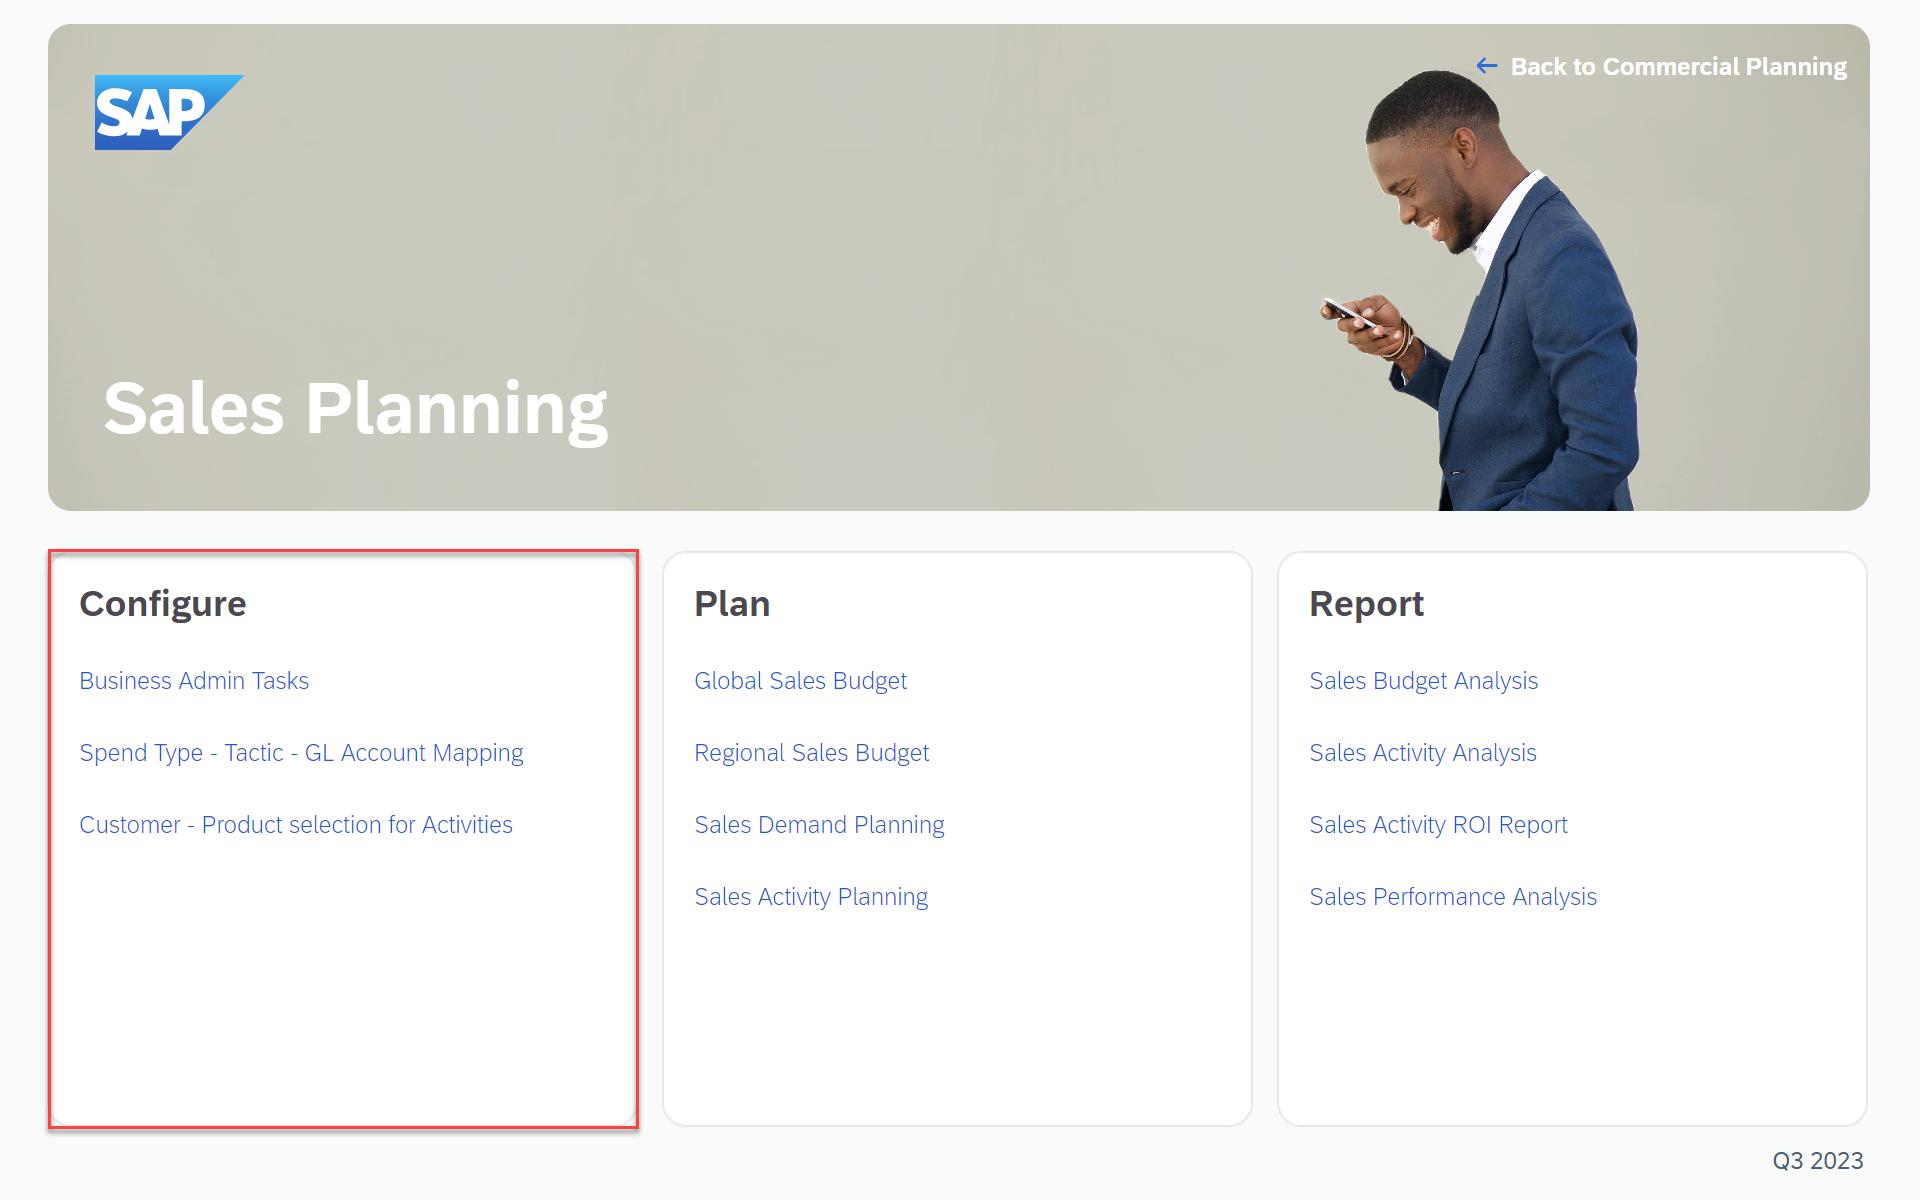 Back to Commercial Planning
SAP
Sales Planning
Configure
Business Admin Tasks
Spend Type - Tactic - GL Account Mapping
Customer - Product selection for Activities
Plan
Global Sales Budget
Regional Sales Budget
Sales Demand Planning
Sales Activity Planning
Report
Sales Budget Analysis
Sales Activity Analysis
Sales Activity ROI Report
Sales Performance Analysis
Q3 2023